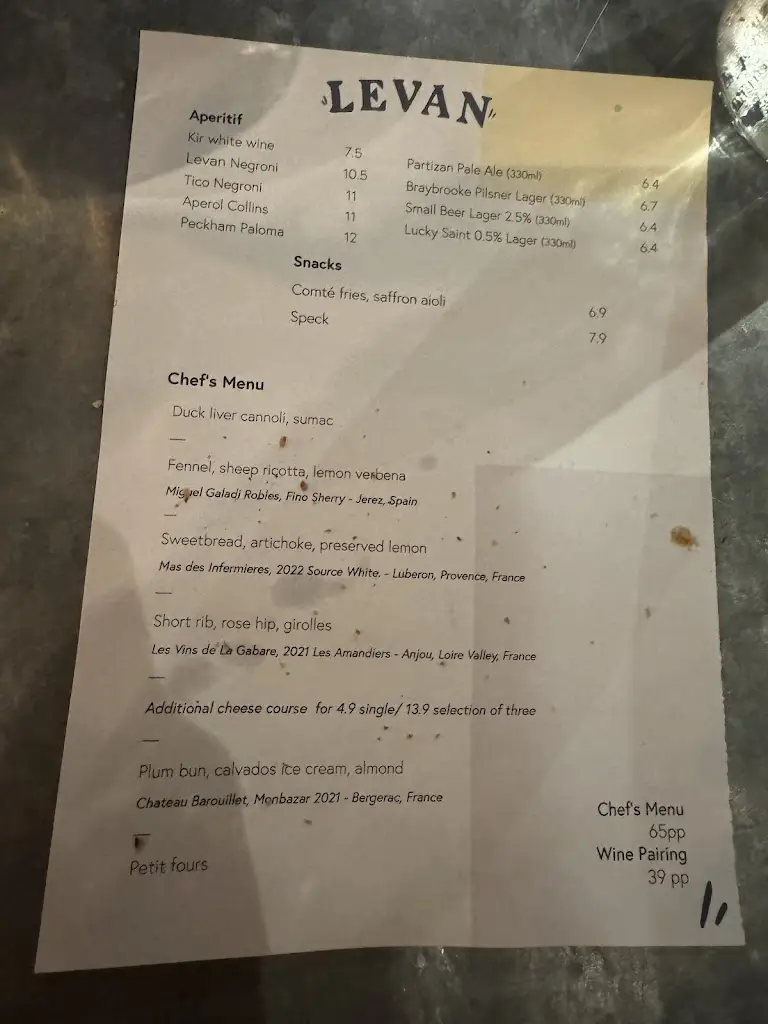 LEVAN
Aperitif
Kir white wine 7.5
Levan Negroni 10.5
Tico Negroni 11
Aperol Collins 11
Peckham Paloma 12
Partizan Pale Ale (330ml) 6.4
Braybrooke Pilsner Lager (330ml) 6.7
Small Beer Lager 2.5% (330ml) 6.4
Lucky Saint 0.5% Lager (330ml) 6.4
Snacks
Comté fries, saffron aioli 6.9
Speck 7.9
Chef's Menu
Duck liver cannoli, sumac
—
Fennel, sheep ricotta, lemon verbena
Miguel Galadi Robles, Fino Sherry - Jerez, Spain
—
Sweetbread, artichoke, preserved lemon
Mas des Infermieres, 2022 Source White. - Luberon, Provence, France
—
Short rib, rose hip, girolles
Les Vins de La Gabare, 2021 Les Amandiers - Anjou, Loire Valley, France
—
Additional cheese course for 4.9 single/ 13.9 selection of three
—
Plum bun, calvados ice cream, almond
Chateau Barouillet, Monbazar 2021 - Bergerac, France
—
Petit fours
Chef's Menu
65pp
Wine Pairing
39 pp